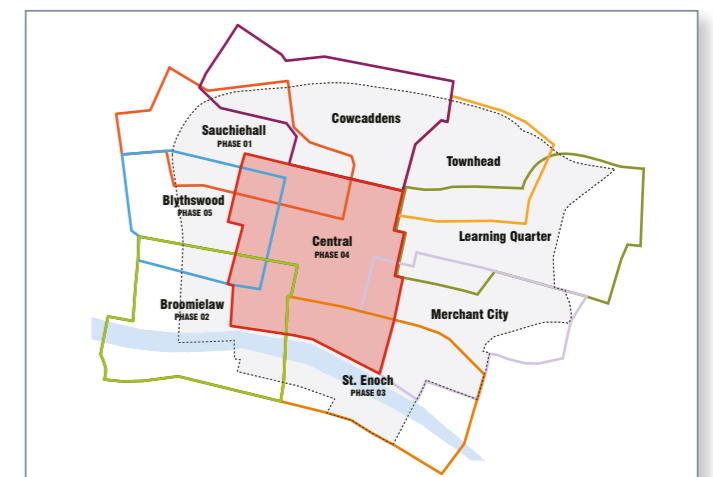 Cowcaddens
Sauchiehall
PHASE 01
Townhead
Blythswood
PHASE 05
Learning Quarter
Central
PHASE 04
Broomielaw
PHASE 02
Merchant City
St. Enoch
PHASE 03